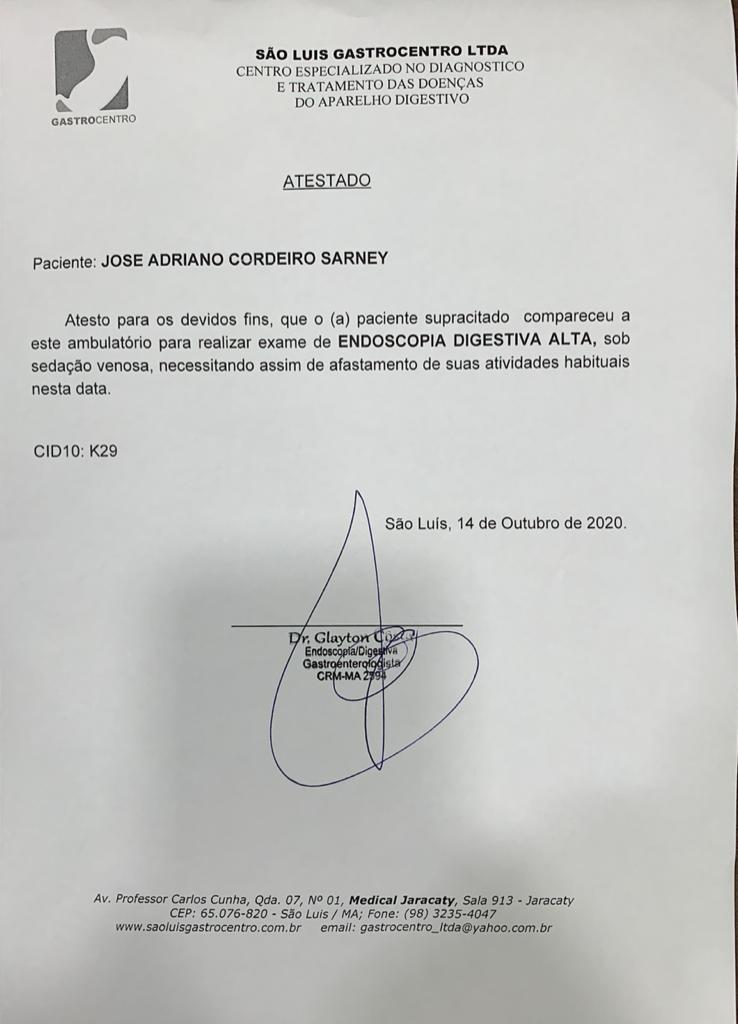 GASTROCENTRO
SÃO LUIS GASTROCENTRO LTDA
CENTRO ESPECIALIZADO NO DIAGNOSTICO
E TRATAMENTO DAS DOENÇAS
DO APARELHO DIGESTIVO
ATESTADO
Paciente: JOSE ADRIANO CORDEIRO SARNEY
Atesto para os devidos fins, que o (a) paciente supracitado compareceu a
este ambulatório para realizar exame de ENDOSCOPIA DIGESTIVA ALTA, sob
sedação venosa, necessitando assim de afastamento de suas atividades habituais
nesta data.
CID10: K29
São Luís, 14 de Outubro de 2020.
Dr. Glayton Costa
Endoscopia/Digestiva
Gastroenterologista
CRM-MA 2594
Av. Professor Carlos Cunha, Qda. 07, Nº 01, Medical Jaracaty, Sala 913 - Jaracaty
CEP: 65.076-820 - São Luis / MA; Fone: (98) 3235-4047
www.saoluisgastrocentro.com.br email: gastrocentro_ltda@yahoo.com.br